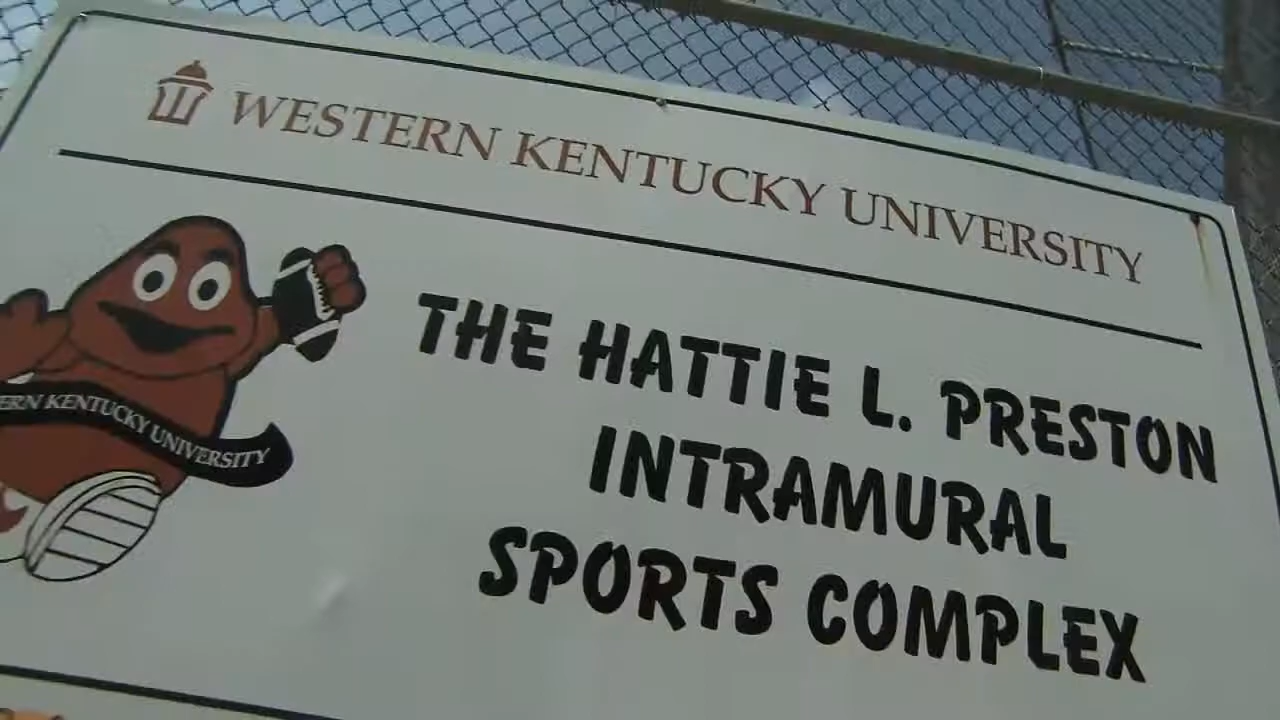 WESTERN KENTUCKY UNIVERSITY
THE HATTIE L. PRESTON
INTRAMURAL
SPORTS COMPLEX
ERN KENTUCKY UNIVERSITY